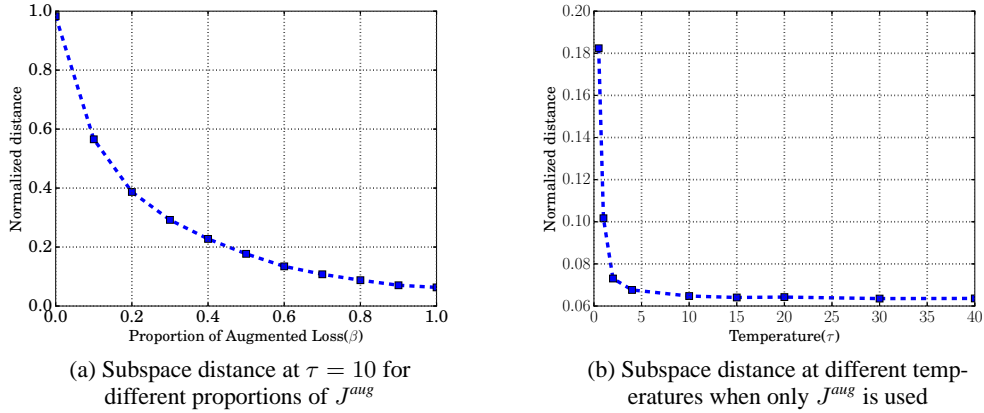 1.0
0.8
0.6
0.4
0.2
0.0
Normalized distance
0.0 0.2 0.4 0.6 0.8 1.0
Proportion of Augmented Loss(β)
(a) Subspace distance at τ = 10 for
different proportions of J^aug
0.20
0.18
0.16
0.14
0.12
0.10
0.08
0.06
Normalized distance
0 5 10 15 20 25 30 35 40
Temperature(τ)
(b) Subspace distance at different tem-
peratures when only J^aug is used